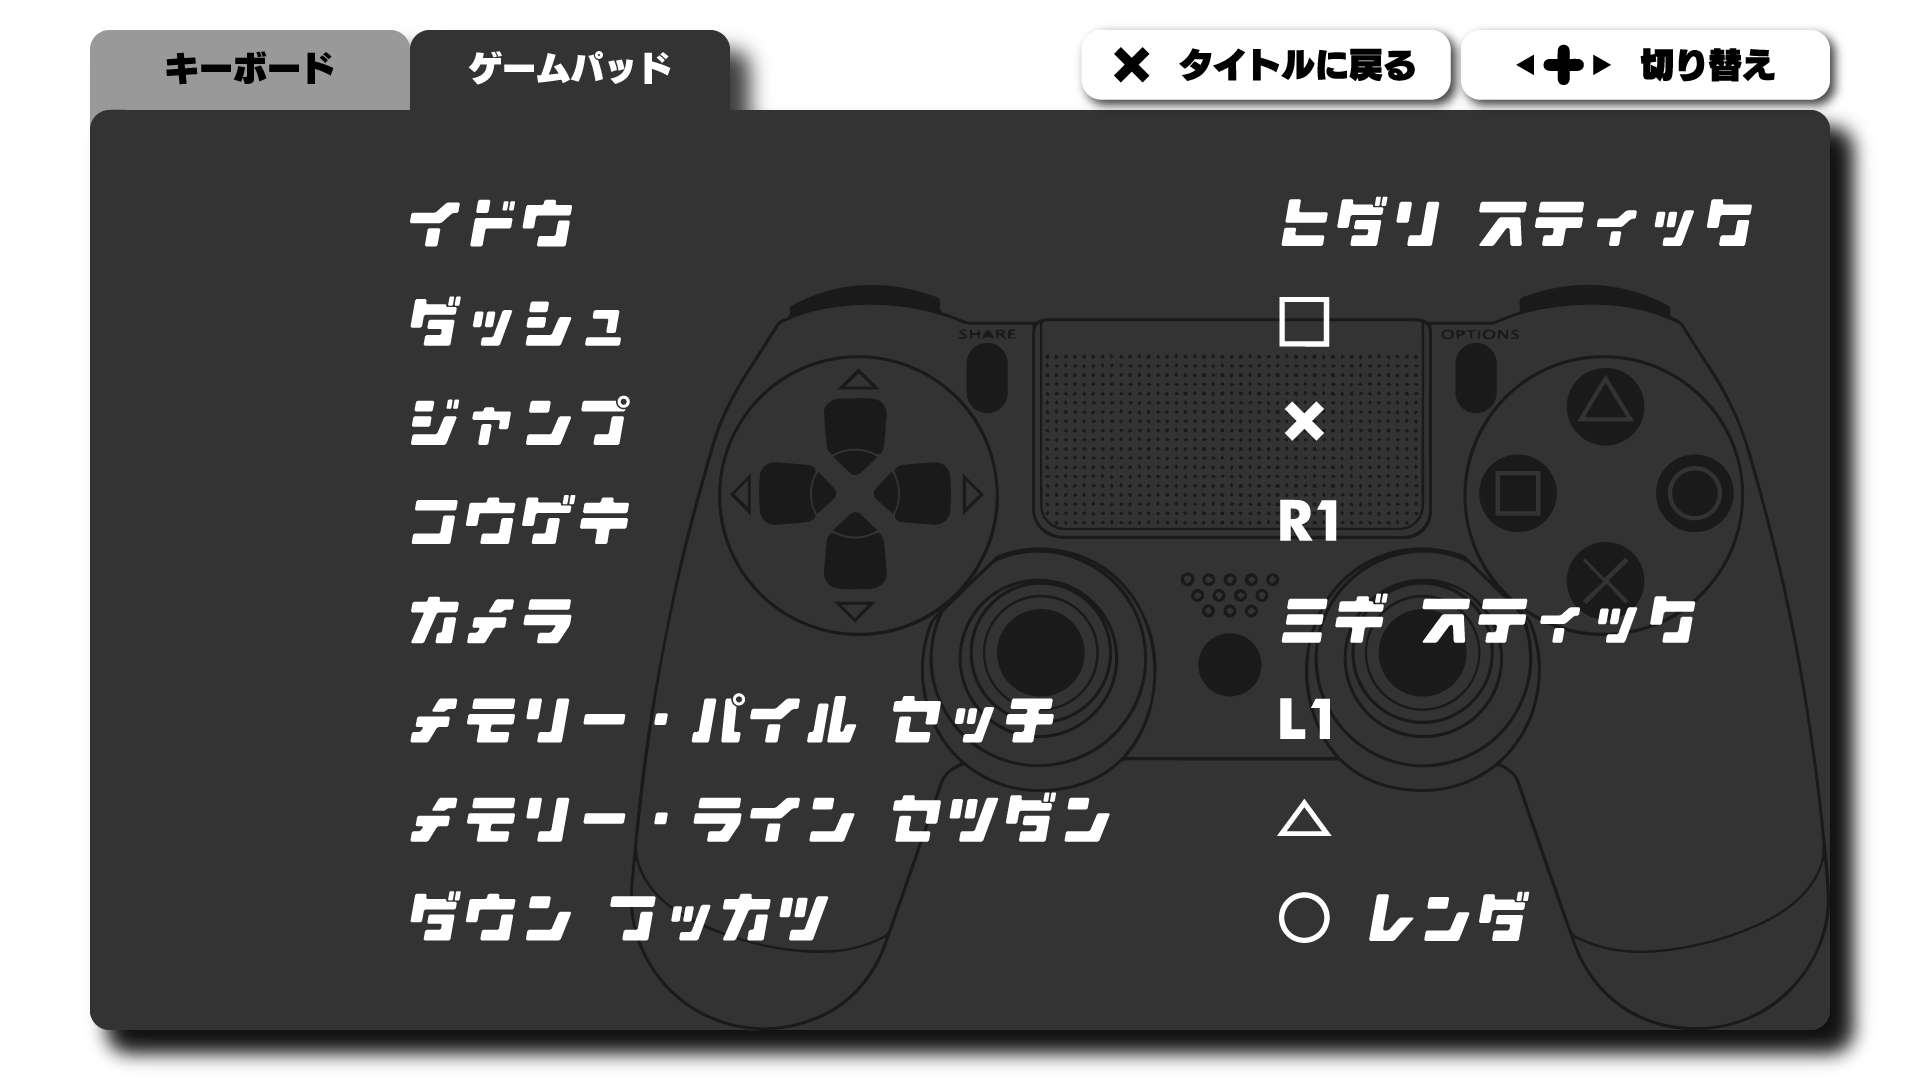 キーボード
ゲームパッド
✕ タイトルに戻る
切り替え
イドウ ヒダリ スティック
SHARE
OPTIONS
ダッシュ □
ジャンプ ✕
コウゲキ R1
カメラ ミギ スティック
メモリー・パイル セッチ L1
メモリー・ライン セツダン △
ダウン フッカツ ○ レンダ